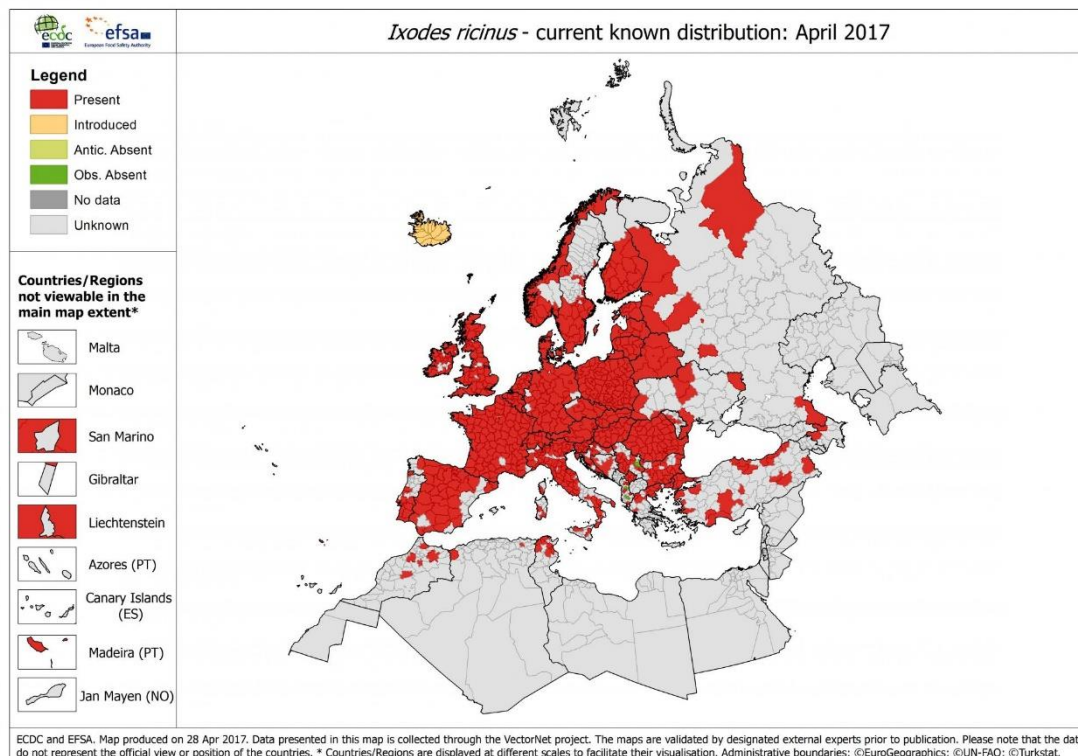 ecdc
efsa
European Food Safety Authority
Ixodes ricinus - current known distribution: April 2017
Legend
Present
Introduced
Antic. Absent
Obs. Absent
No data
Unknown
Countries/Regions
not viewable in the
main map extent*
Malta
Monaco
San Marino
Gibraltar
Liechtenstein
Azores (PT)
Canary Islands
(ES)
Madeira (PT)
Jan Mayen (NO)
ECDC and EFSA. Map produced on 28 Apr 2017. Data presented in this map is collected through the VectorNet project. The maps are validated by designated external experts prior to publication. Please note that the dat
do not represent the official view or position of the countries. * Countries/Regions are displayed at different scales to facilitate their visualisation. Administrative boundaries: ©EuroGeographics; ©UN-FAO; ©Turkstat.